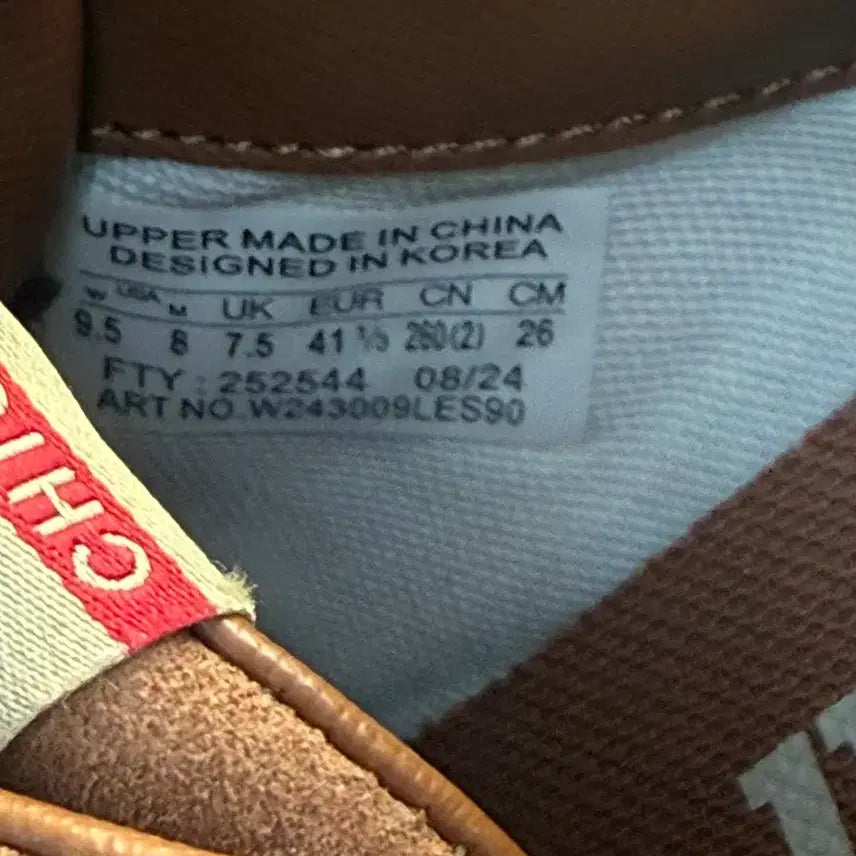 UPPER MADE IN CHINA
DESIGNED IN KOREA
W USA M UK EUR CN CM
9.5 8 7.5 41 ⅓ 260(2) 26
FTY : 252544 08/24
ART NO W243009LES90
CHI